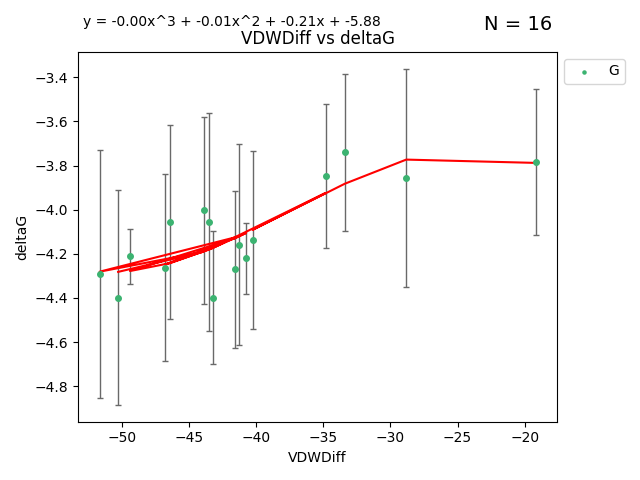 y = -0.00x^3 + -0.01x^2 + -0.21x + -5.88
N = 16
VDWDiff vs deltaG
G
−3.4
−3.6
−3.8
−4.0
−4.2
−4.4
−4.6
−4.8
deltaG
−50 −45 −40 −35 −30 −25 −20
VDWDiff